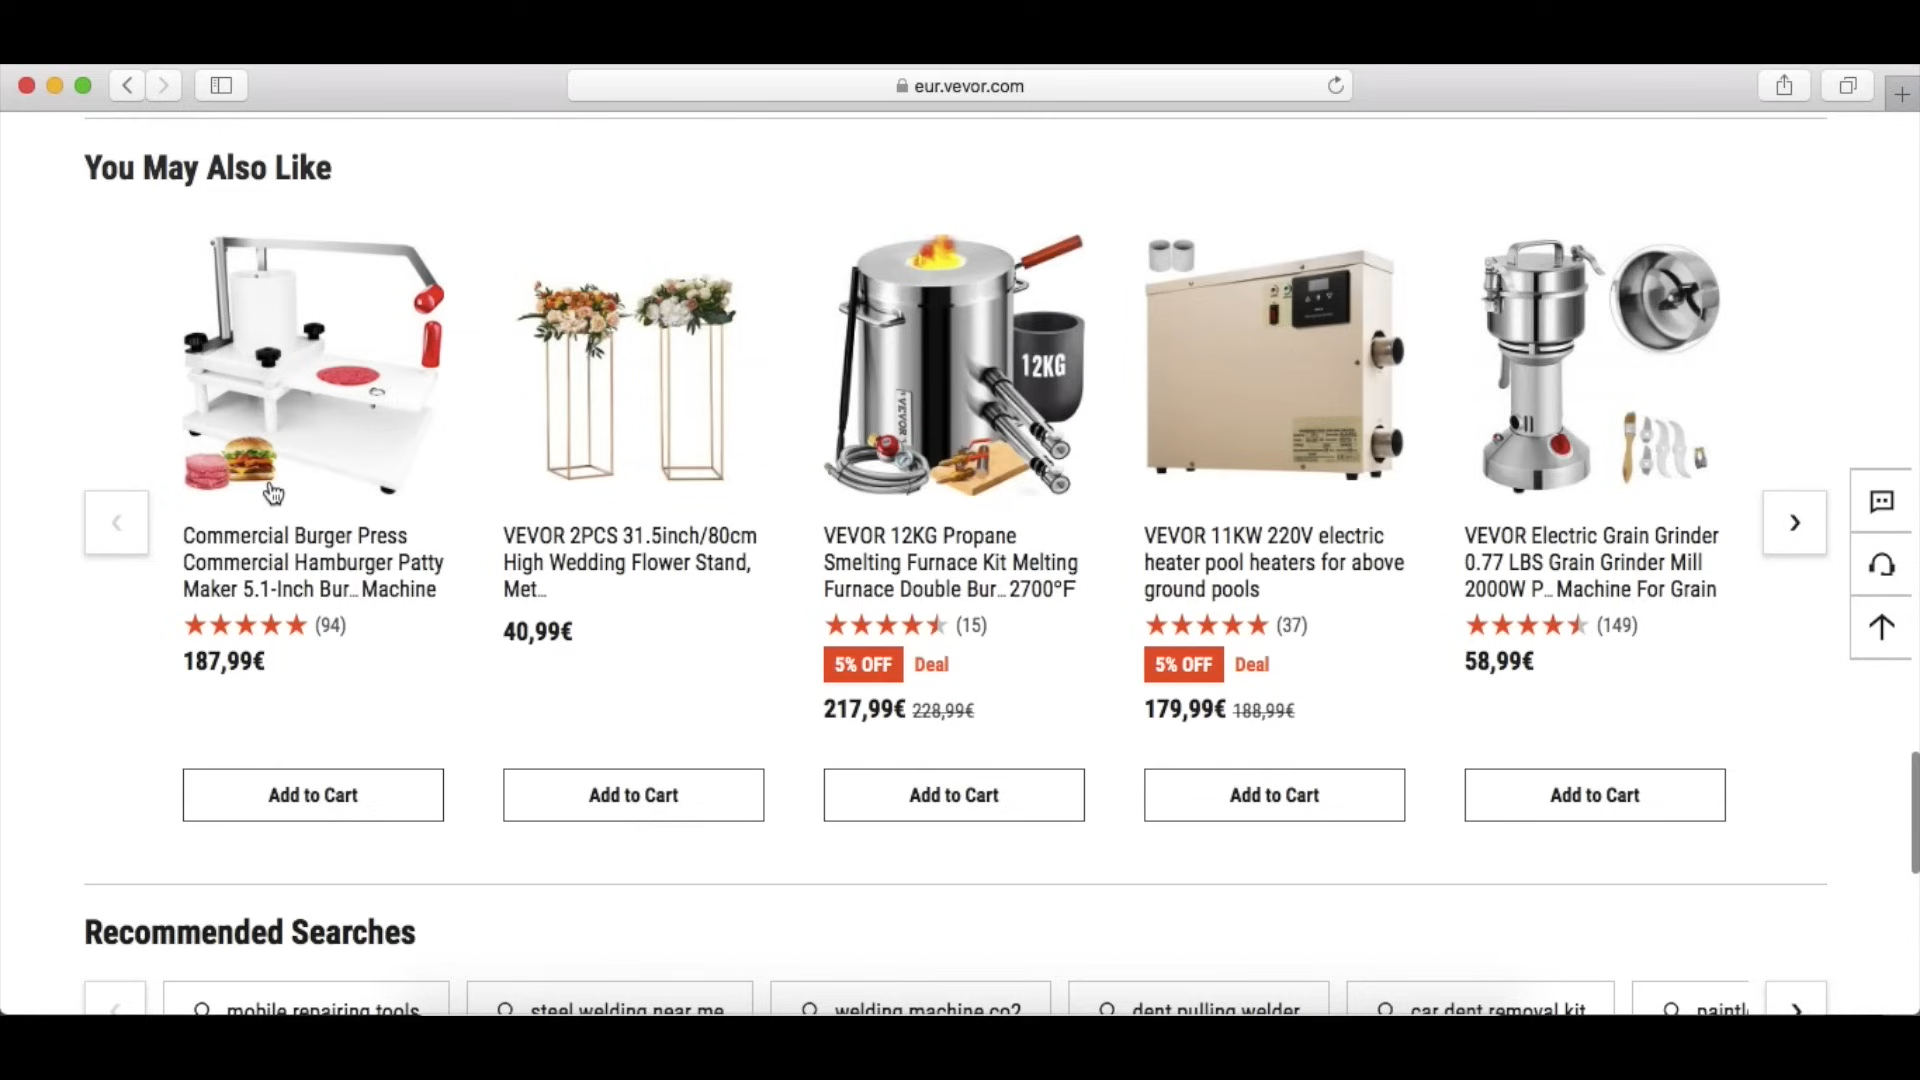 eur.vevor.com
You May Also Like
12KG
VEVOR
Commercial Burger Press
Commercial Hamburger Patty
Maker 5.1-Inch Bur... Machine
(94)
187,99€
Add to Cart
VEVOR 2PCS 31.5inch/80cm
High Wedding Flower Stand,
Met...
40,99€
Add to Cart
VEVOR 12KG Propane
Smelting Furnace Kit Melting
Furnace Double Bur... 2700°F
(15)
5% OFF Deal
217,99€ 228,99€
Add to Cart
VEVOR 11KW 220V electric
heater pool heaters for above
ground pools
(37)
5% OFF Deal
179,99€ 188,99€
Add to Cart
VEVOR Electric Grain Grinder
0.77 LBS Grain Grinder Mill
2000W P... Machine For Grain
(149)
58,99€
Add to Cart
Recommended Searches
mobile repairing tools
steel welding near me
welding machine co2
dent pulling welder
car dent removal kit